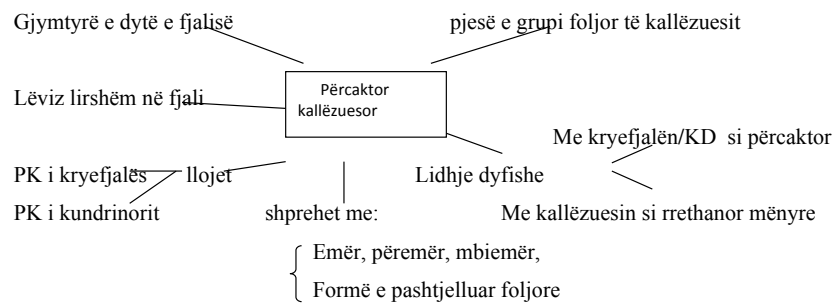 Gjymtyrë e dytë e fjalisë
pjesë e grupi foljor të kallëzuesit
Përcaktor
kallëzuesor
Lëviz lirshëm në fjali
Me kryefjalën/KD si përcaktor
PK i kryefjalës
llojet
Lidhje dyfishe
PK i kundrinorit
shprehet me:
Me kallëzuesin si rrethanor mënyre
Emër, përemër, mbiemër,
Formë e pashtjelluar foljore